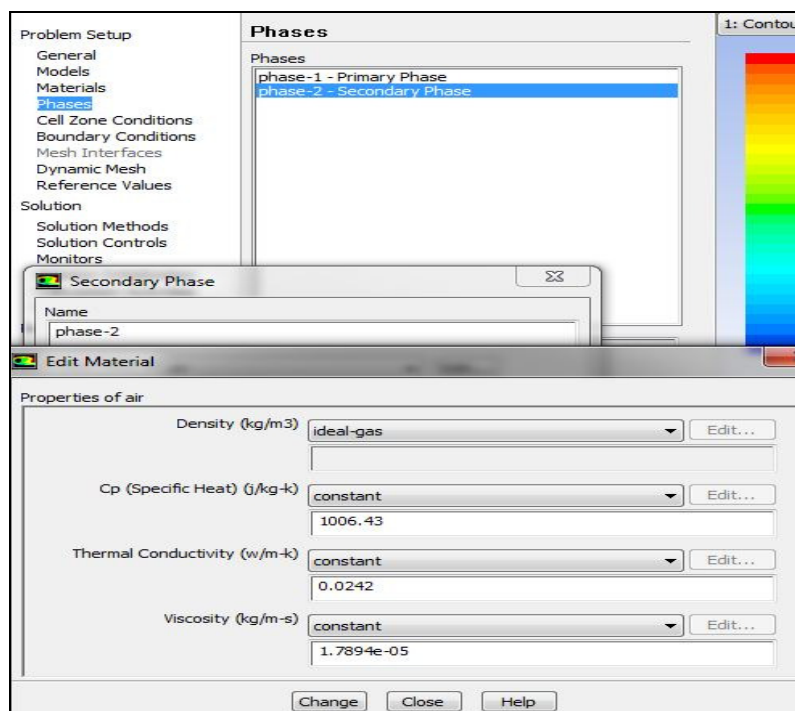 Problem Setup
General
Models
Materials
Phases
Cell Zone Conditions
Boundary Conditions
Mesh Interfaces
Dynamic Mesh
Reference Values
Solution
Solution Methods
Solution Controls
Monitors
Phases
Phases
phase-1 - Primary Phase
phase-2 - Secondary Phase
1: Contou
Secondary Phase
Name
phase-2
Edit Material
Properties of air
Density (kg/m3) ideal-gas Edit...
Cp (Specific Heat) (j/kg-k) constant Edit...
1006.43
Thermal Conductivity (w/m-k) constant Edit...
0.0242
Viscosity (kg/m-s) constant Edit...
1.7894e-05
Change Close Help